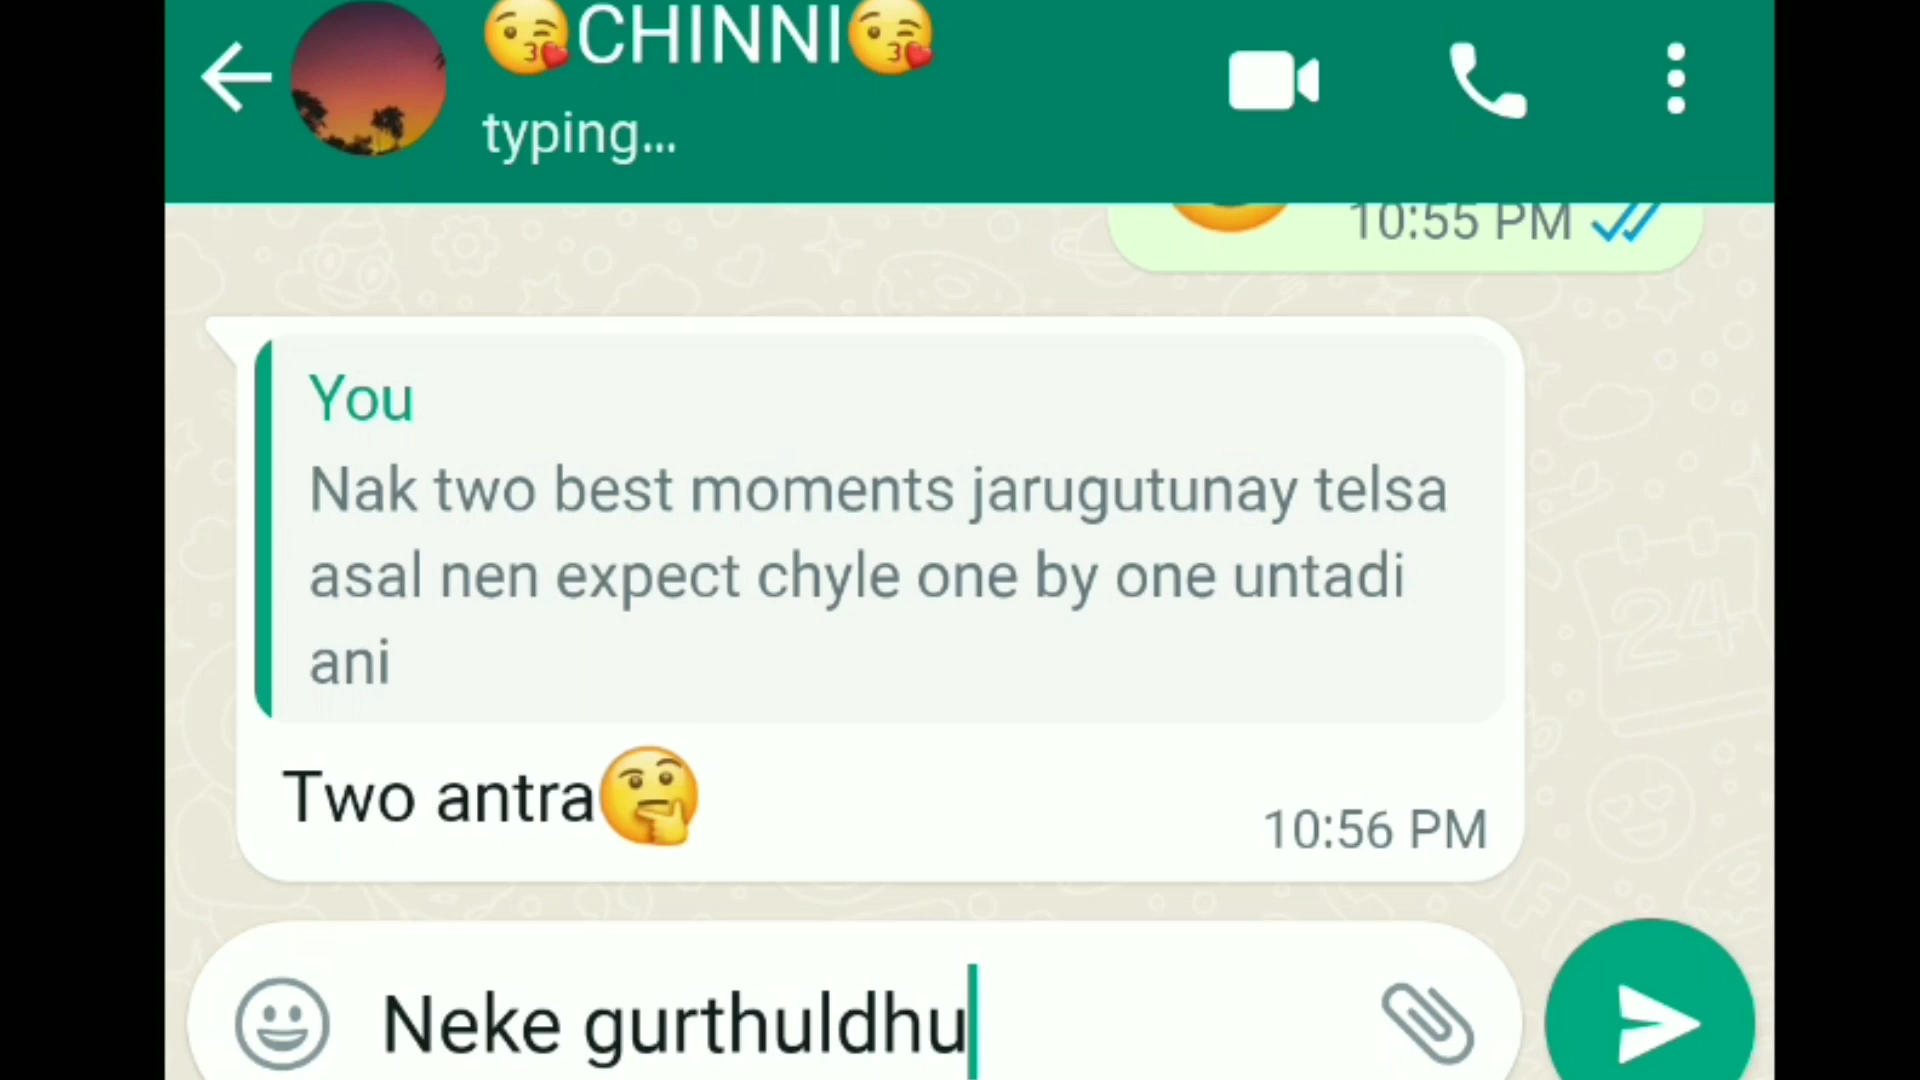 😘CHINNI😘
typing...
10:55 PM
You
Nak two best moments jarugutunay telsa
asal nen expect chyle one by one untadi
ani
Two antra🤔
10:56 PM
Neke gurthuldhu